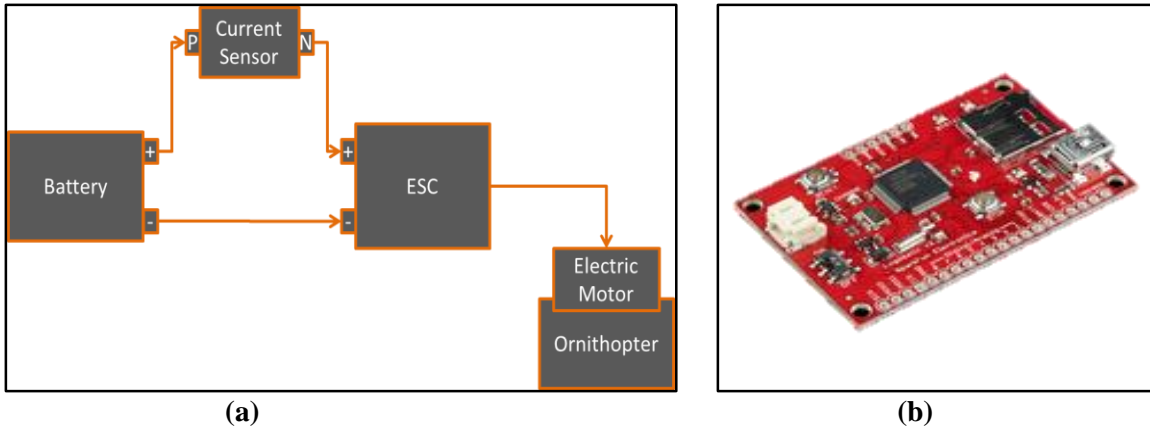 Current
Sensor
P
N
Battery
+
-
+
-
ESC
Electric
Motor
Ornithopter
(a)
(b)